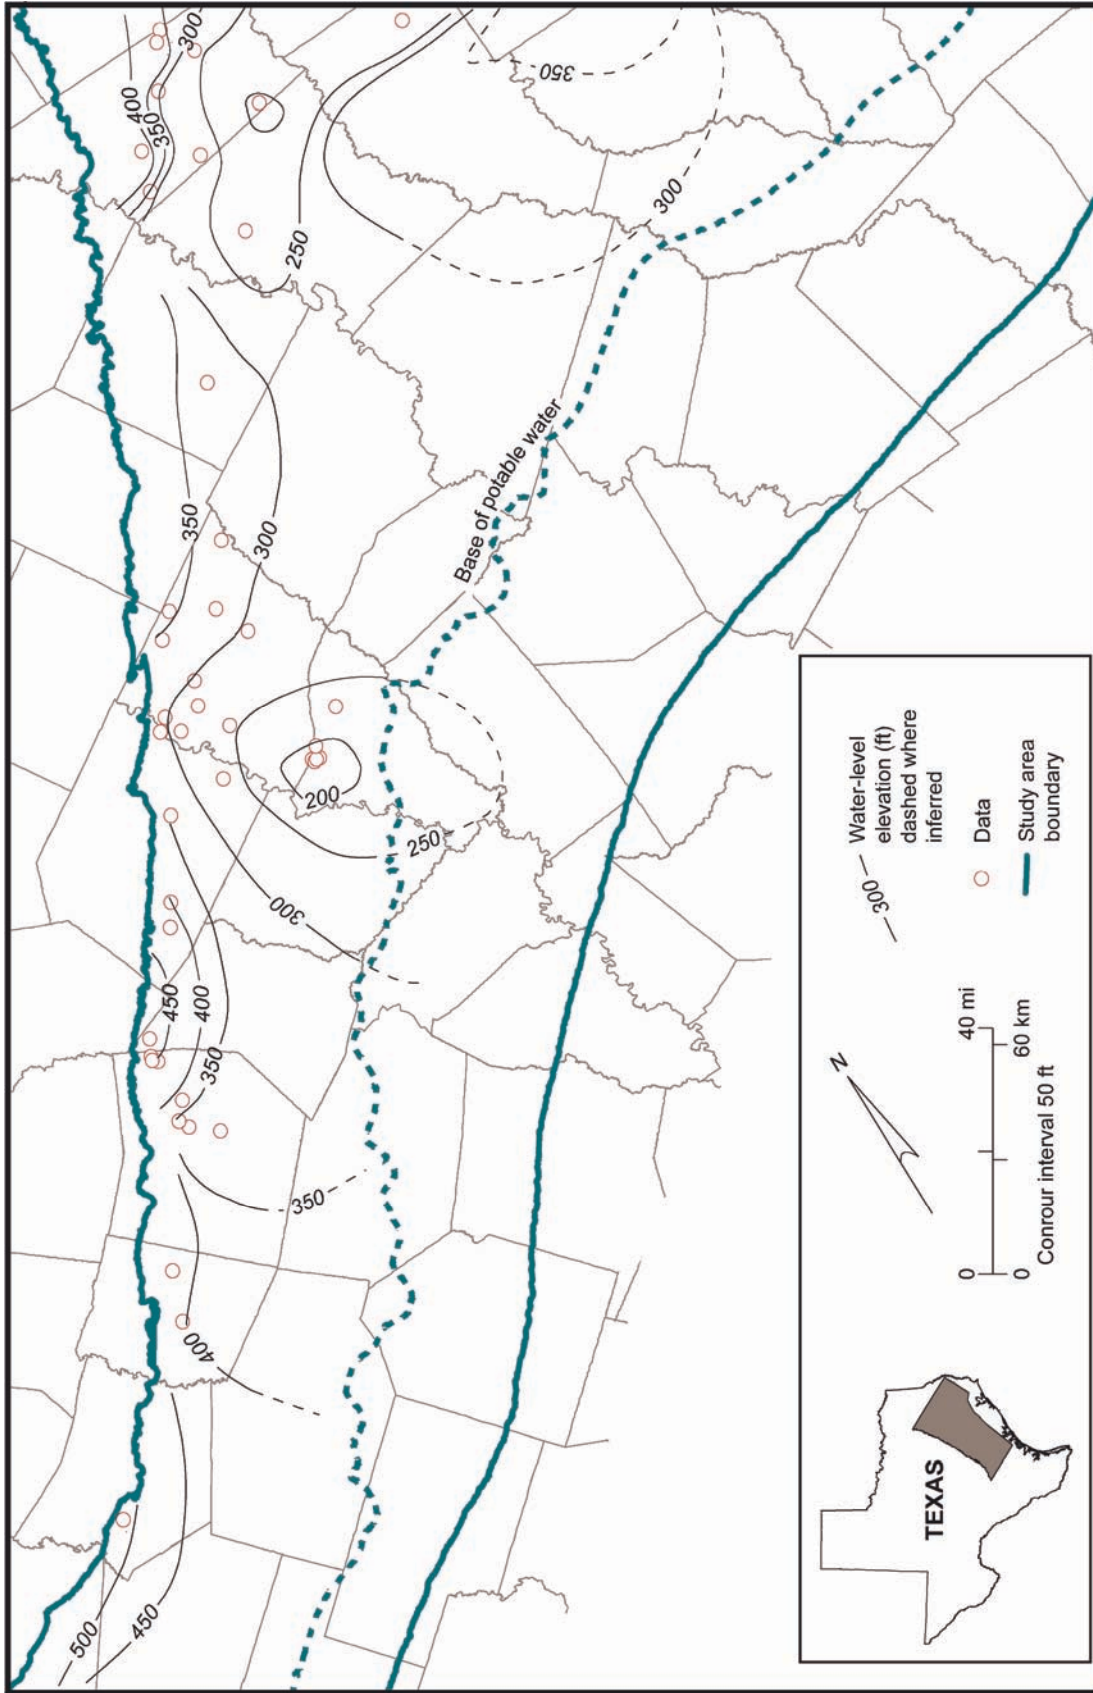 400
300
350
350
250
300
350
300
Base of potable water
200
250
300
450
400
350
350
400
500
450
300
Water-level
elevation (ft)
dashed where
inferred
Data
Study area
boundary
N
0 40 mi
0 60 km
Conrour interval 50 ft
TEXAS